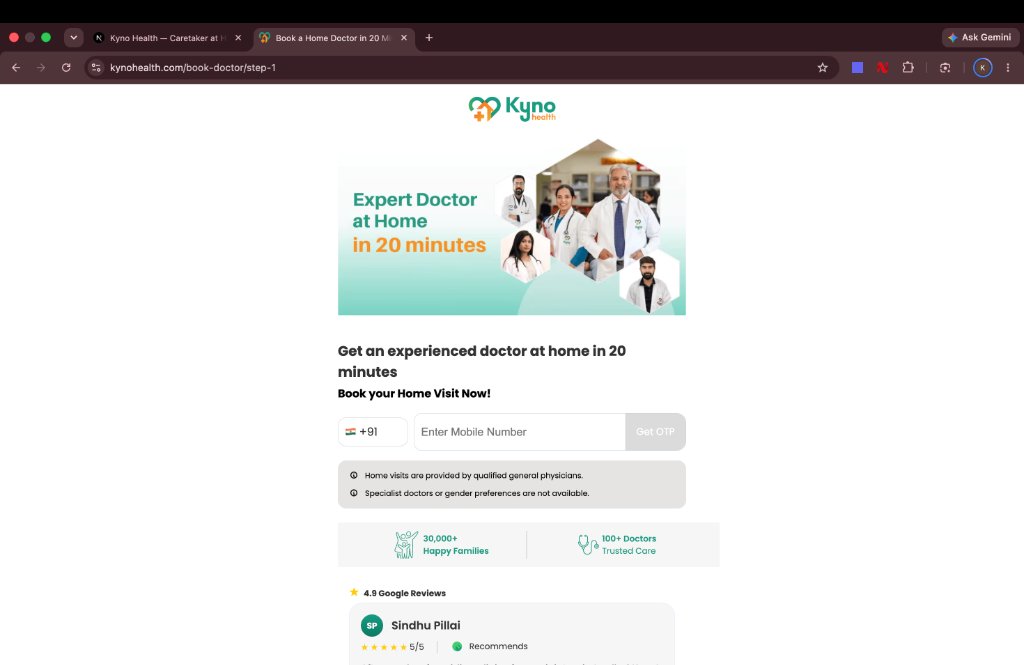 Kyno Health — Caretaker at H
Book a Home Doctor in 20 Mi
Ask Gemini
kynohealth.com/book-doctor/step-1
K
Kyno
health
Expert Doctor
at Home
in 20 minutes
Get an experienced doctor at home in 20
minutes
Book your Home Visit Now!
+91
Enter Mobile Number
Get OTP
Home visits are provided by qualified general physicians.
Specialist doctors or gender preferences are not available.
30,000+
Happy Families
100+ Doctors
Trusted Care
4.9 Google Reviews
SP
Sindhu Pillai
5/5
Recommends